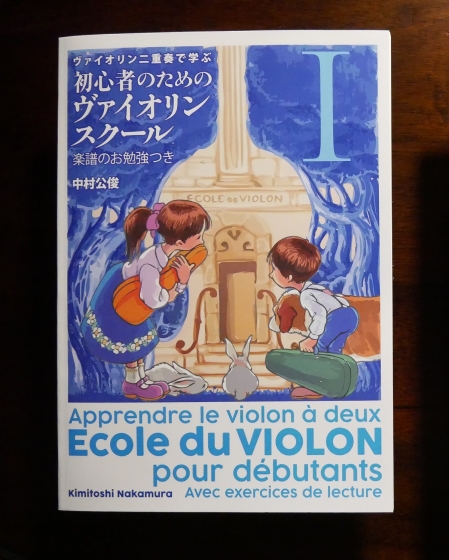 ヴァイオリン二重奏で学ぶ
I
初心者のための
ヴァイオリン
スクール
楽譜のお勉強つき
中村公俊
ECOLE DE VIOLON
Apprendre le violon à deux
Ecole du VIOLON
pour débutants
Kimitoshi Nakamura
Avec exercices de lecture